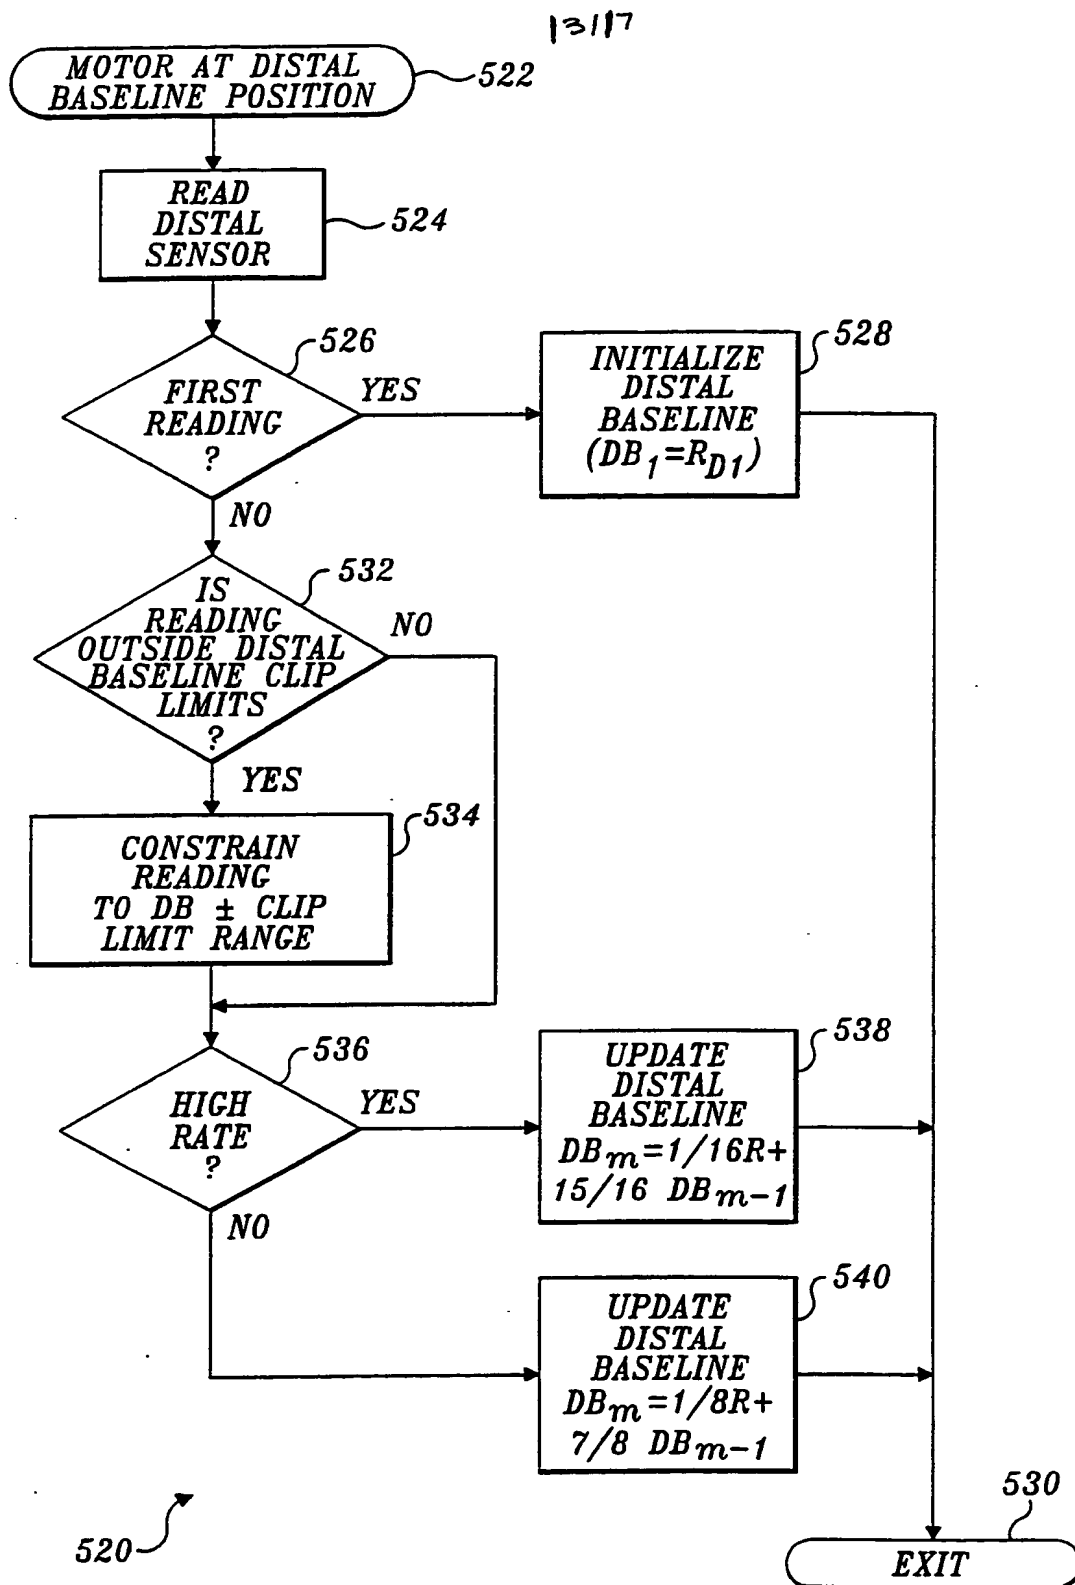 13/17
MOTOR AT DISTAL
BASELINE POSITION
522
READ
DISTAL
SENSOR
524
526
FIRST
READING
?
YES
NO
528
INITIALIZE
DISTAL
BASELINE
(DB1=RD1)
532
IS
READING
OUTSIDE DISTAL
BASELINE CLIP
LIMITS
?
NO
YES
534
CONSTRAIN
READING
TO DB ± CLIP
LIMIT RANGE
536
HIGH
RATE
?
YES
NO
538
UPDATE
DISTAL
BASELINE
DBm=1/16R+
15/16 DBm-1
540
UPDATE
DISTAL
BASELINE
DBm=1/8R+
7/8 DBm-1
520
530
EXIT